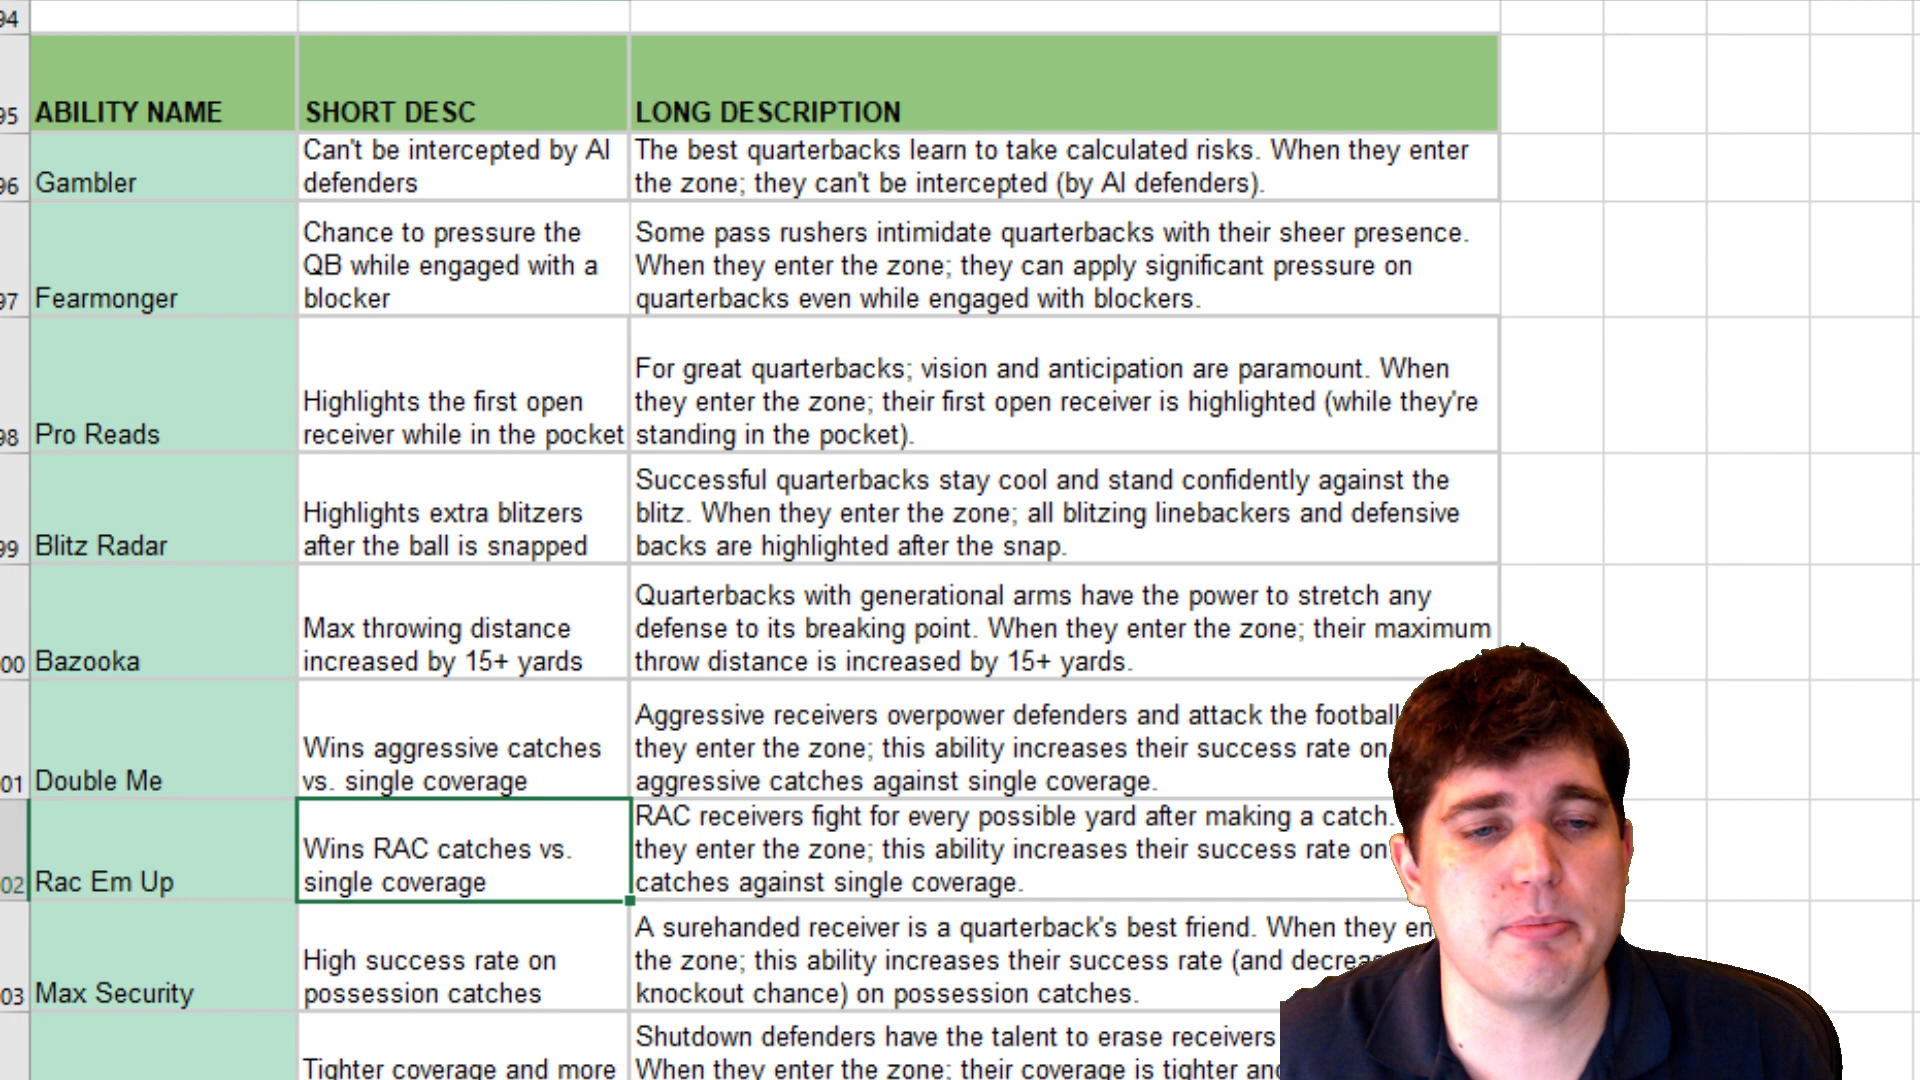 94
95 ABILITY NAME SHORT DESC LONG DESCRIPTION
Can't be intercepted by AI
defenders
The best quarterbacks learn to take calculated risks. When they enter
the zone; they can't be intercepted (by AI defenders).
96 Gambler
Chance to pressure the
QB while engaged with a
blocker
Some pass rushers intimidate quarterbacks with their sheer presence.
When they enter the zone; they can apply significant pressure on
quarterbacks even while engaged with blockers.
97 Fearmonger
Highlights the first open
receiver while in the pocket
For great quarterbacks; vision and anticipation are paramount. When
they enter the zone; their first open receiver is highlighted (while they're
standing in the pocket).
98 Pro Reads
Highlights extra blitzers
after the ball is snapped
Successful quarterbacks stay cool and stand confidently against the
blitz. When they enter the zone; all blitzing linebackers and defensive
backs are highlighted after the snap.
99 Blitz Radar
Max throwing distance
increased by 15+ yards
Quarterbacks with generational arms have the power to stretch any
defense to its breaking point. When they enter the zone; their maximum
throw distance is increased by 15+ yards.
00 Bazooka
Wins aggressive catches
vs. single coverage
Aggressive receivers overpower defenders and attack the football
they enter the zone; this ability increases their success rate on
aggressive catches against single coverage.
01 Double Me
Wins RAC catches vs.
single coverage
RAC receivers fight for every possible yard after making a catch.
they enter the zone; this ability increases their success rate on
catches against single coverage.
02 Rac Em Up
High success rate on
possession catches
A surehanded receiver is a quarterback's best friend. When they en
the zone; this ability increases their success rate (and decrea
knockout chance) on possession catches.
03 Max Security
Tighter coverage and more
Shutdown defenders have the talent to erase receivers
When they enter the zone; their coverage is tighter and